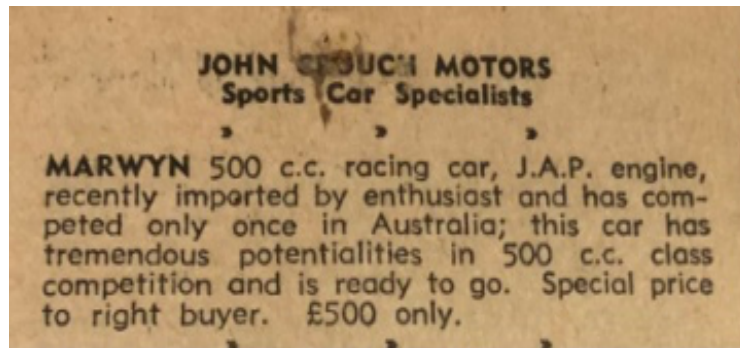 JOHN CROUCH MOTORS
Sports Car Specialists
» » »
MARWYN 500 c.c. racing car, J.A.P. engine,
recently imported by enthusiast and has com-
peted only once in Australia; this car has
tremendous potentialities in 500 c.c. class
competition and is ready to go. Special price
to right buyer. £500 only.